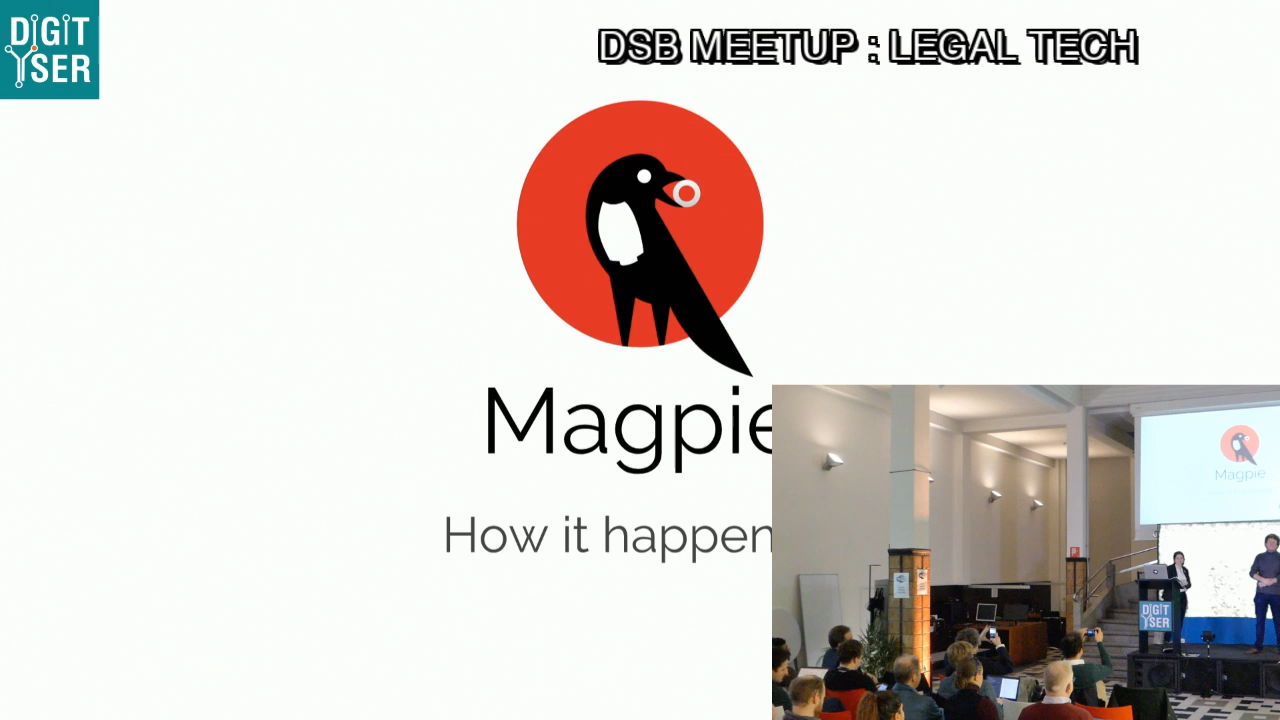 DIGIT
YSER
DSB MEETUP : LEGAL TECH
Magpie
How it happen
Magpie
DIGIT
YSER